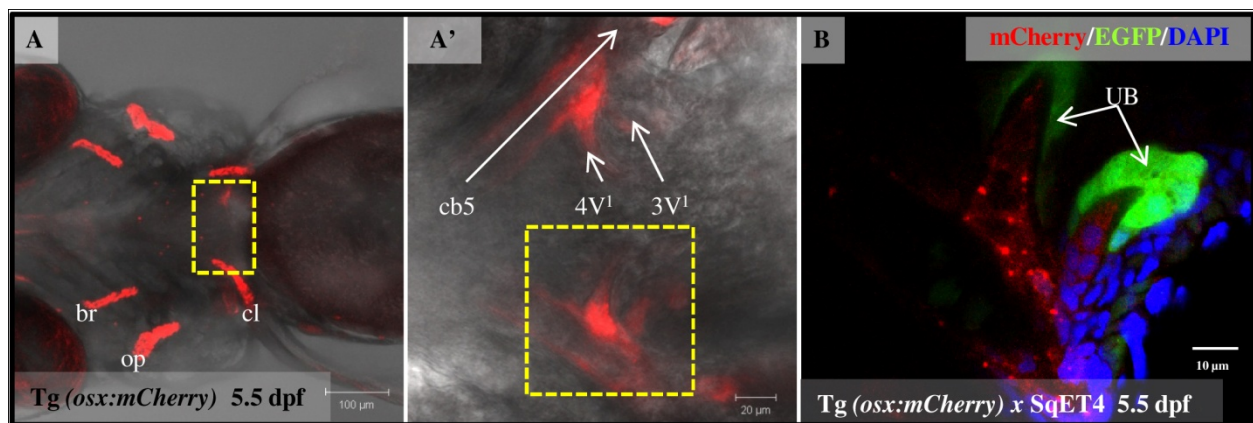 A
br
op
cl
Tg (osx:mCherry) 5.5 dpf
100 μm
A’
cb5
4V¹
3V¹
20 μm
B
mCherry/EGFP/DAPI
UB
10 μm
Tg (osx:mCherry) x SqET4 5.5 dpf